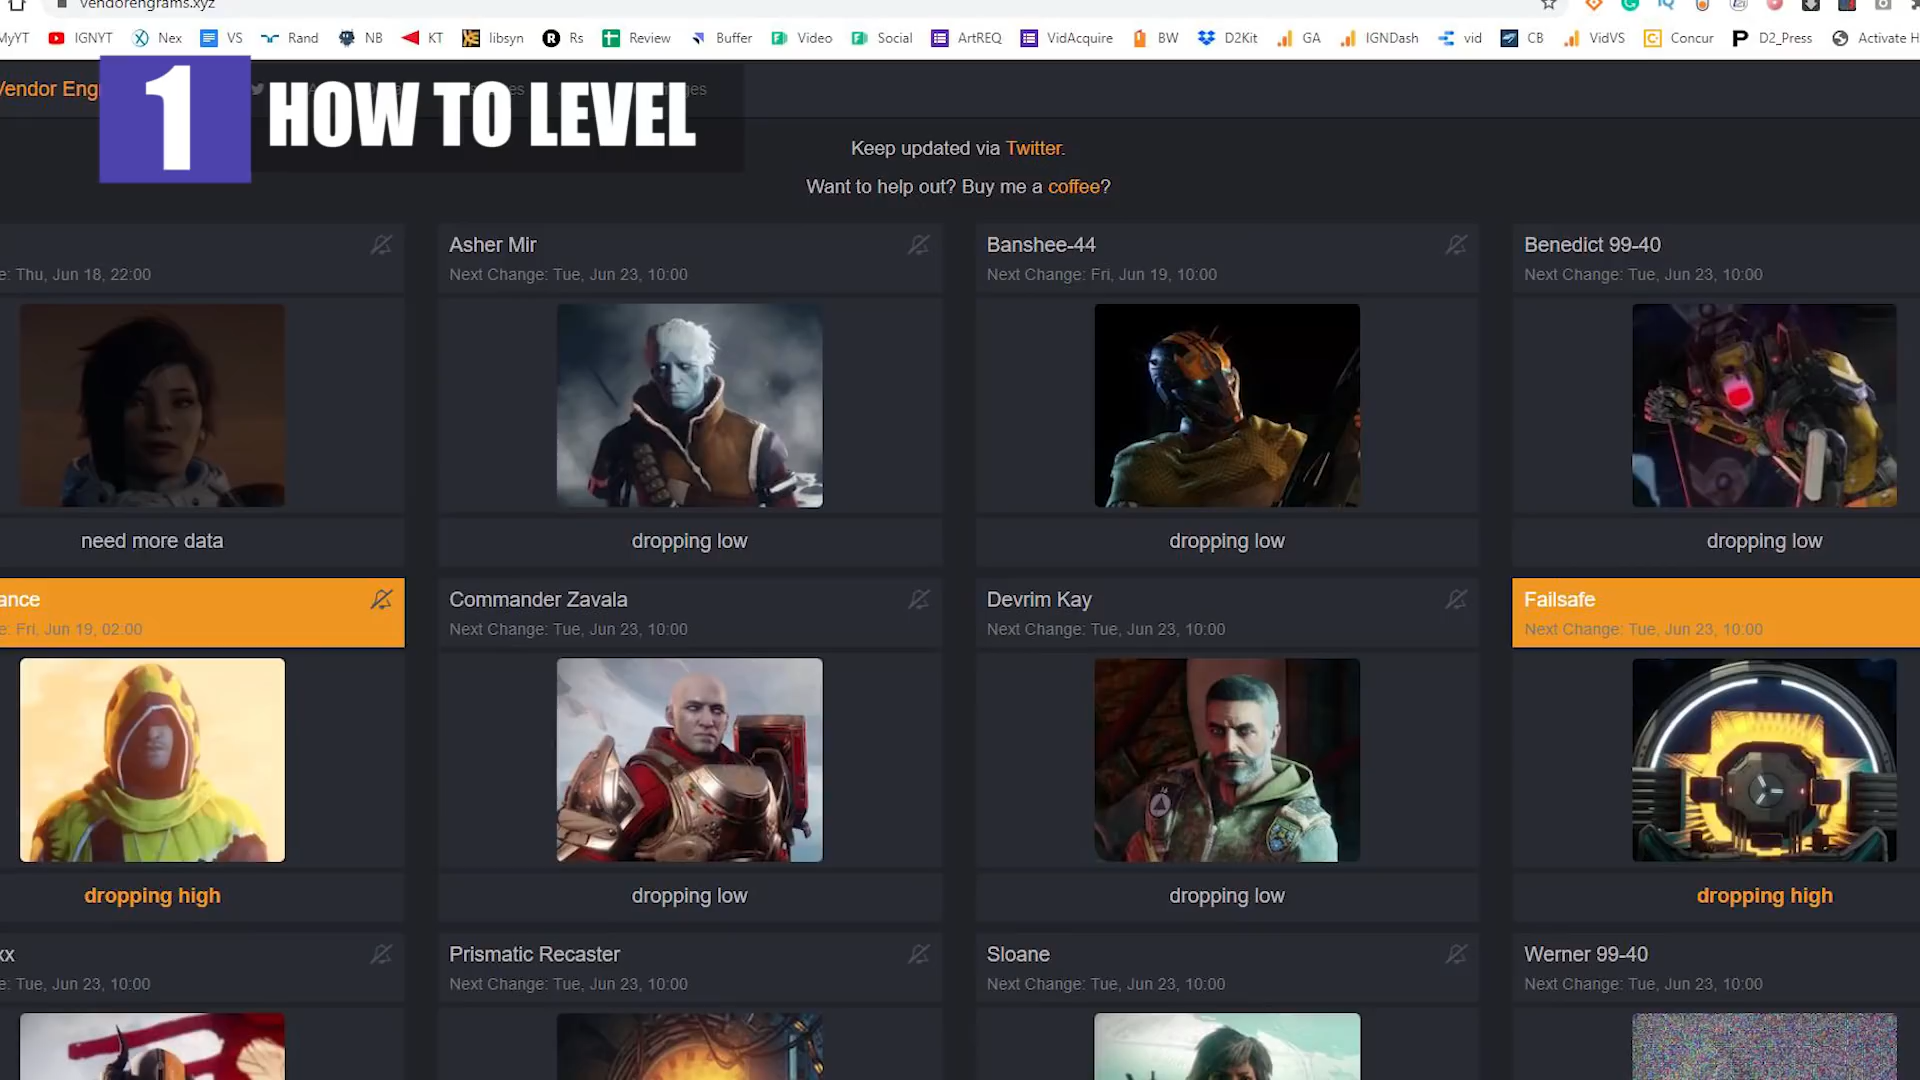 vendorengrams.xyz
MyYT IGNYT Nex VS Rand NB KT libsyn Rs Review Buffer Video Social ArtREQ VidAcquire BW D2Kit GA IGNDash vid CB VidVS Concur D2_Press Activate H
Vendor Eng
1 HOW TO LEVEL
Keep updated via Twitter.
Want to help out? Buy me a coffee?
e: Thu, Jun 18, 22:00
need more data
Asher Mir
Next Change: Tue, Jun 23, 10:00
dropping low
Banshee-44
Next Change: Fri, Jun 19, 10:00
dropping low
Benedict 99-40
Next Change: Tue, Jun 23, 10:00
dropping low
ance
e: Fri, Jun 19, 02:00
dropping high
Commander Zavala
Next Change: Tue, Jun 23, 10:00
dropping low
Devrim Kay
Next Change: Tue, Jun 23, 10:00
dropping low
Failsafe
Next Change: Tue, Jun 23, 10:00
dropping high
xx
e: Tue, Jun 23, 10:00
Prismatic Recaster
Next Change: Tue, Jun 23, 10:00
Sloane
Next Change: Tue, Jun 23, 10:00
Werner 99-40
Next Change: Tue, Jun 23, 10:00